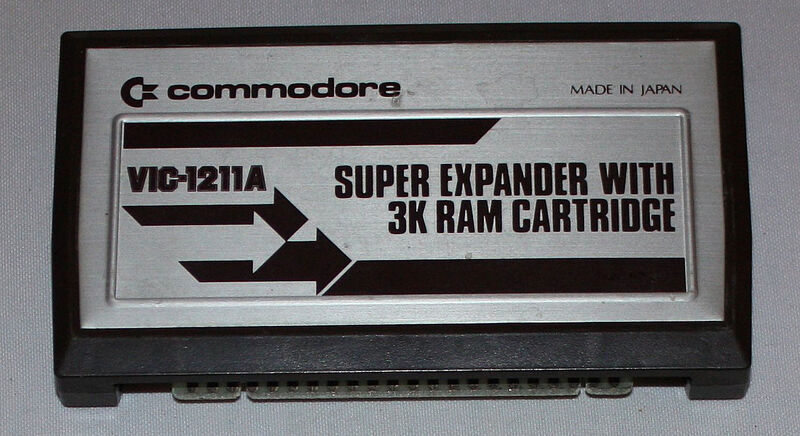 commodore
MADE IN JAPAN
VIC-1211A
SUPER EXPANDER WITH
3K RAM CARTRIDGE